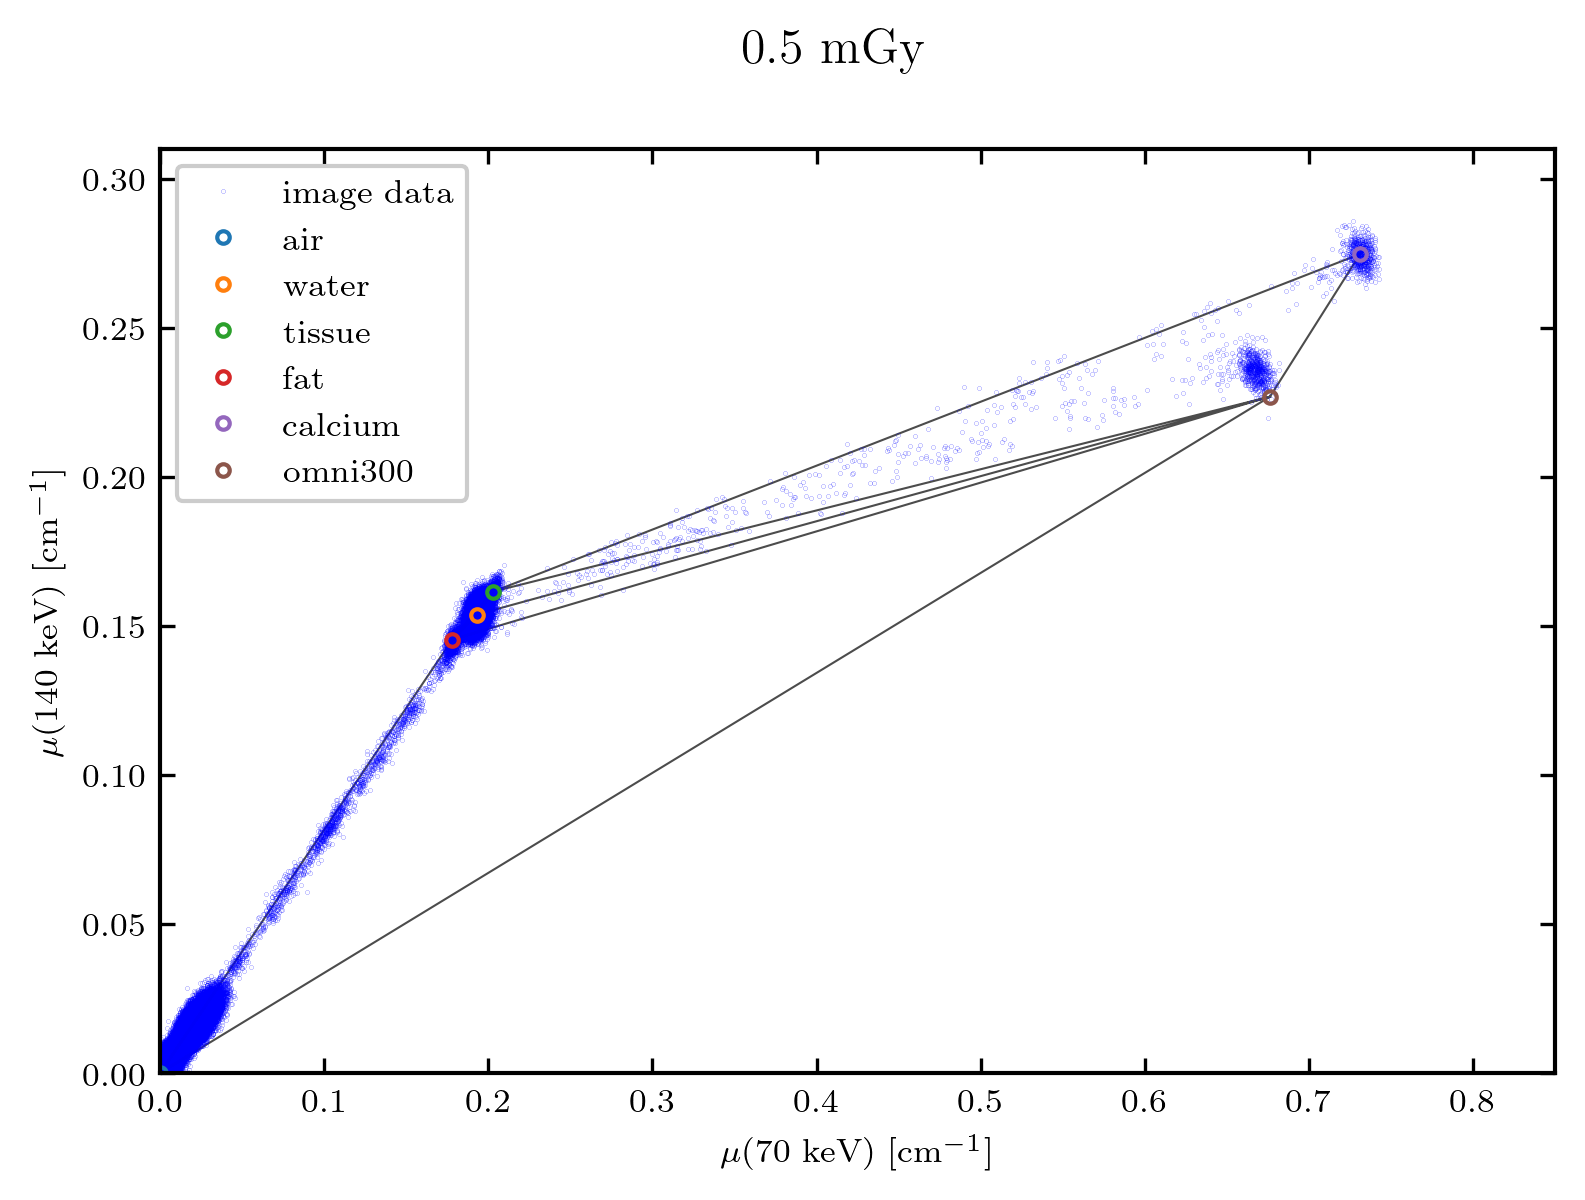 0.5 mGy
0.30
0.25
0.20
0.15
0.10
0.05
0.00
μ(140 keV) [cm⁻¹]
image data
air
water
tissue
fat
calcium
omni300
0.0 0.1 0.2 0.3 0.4 0.5 0.6 0.7 0.8
μ(70 keV) [cm⁻¹]